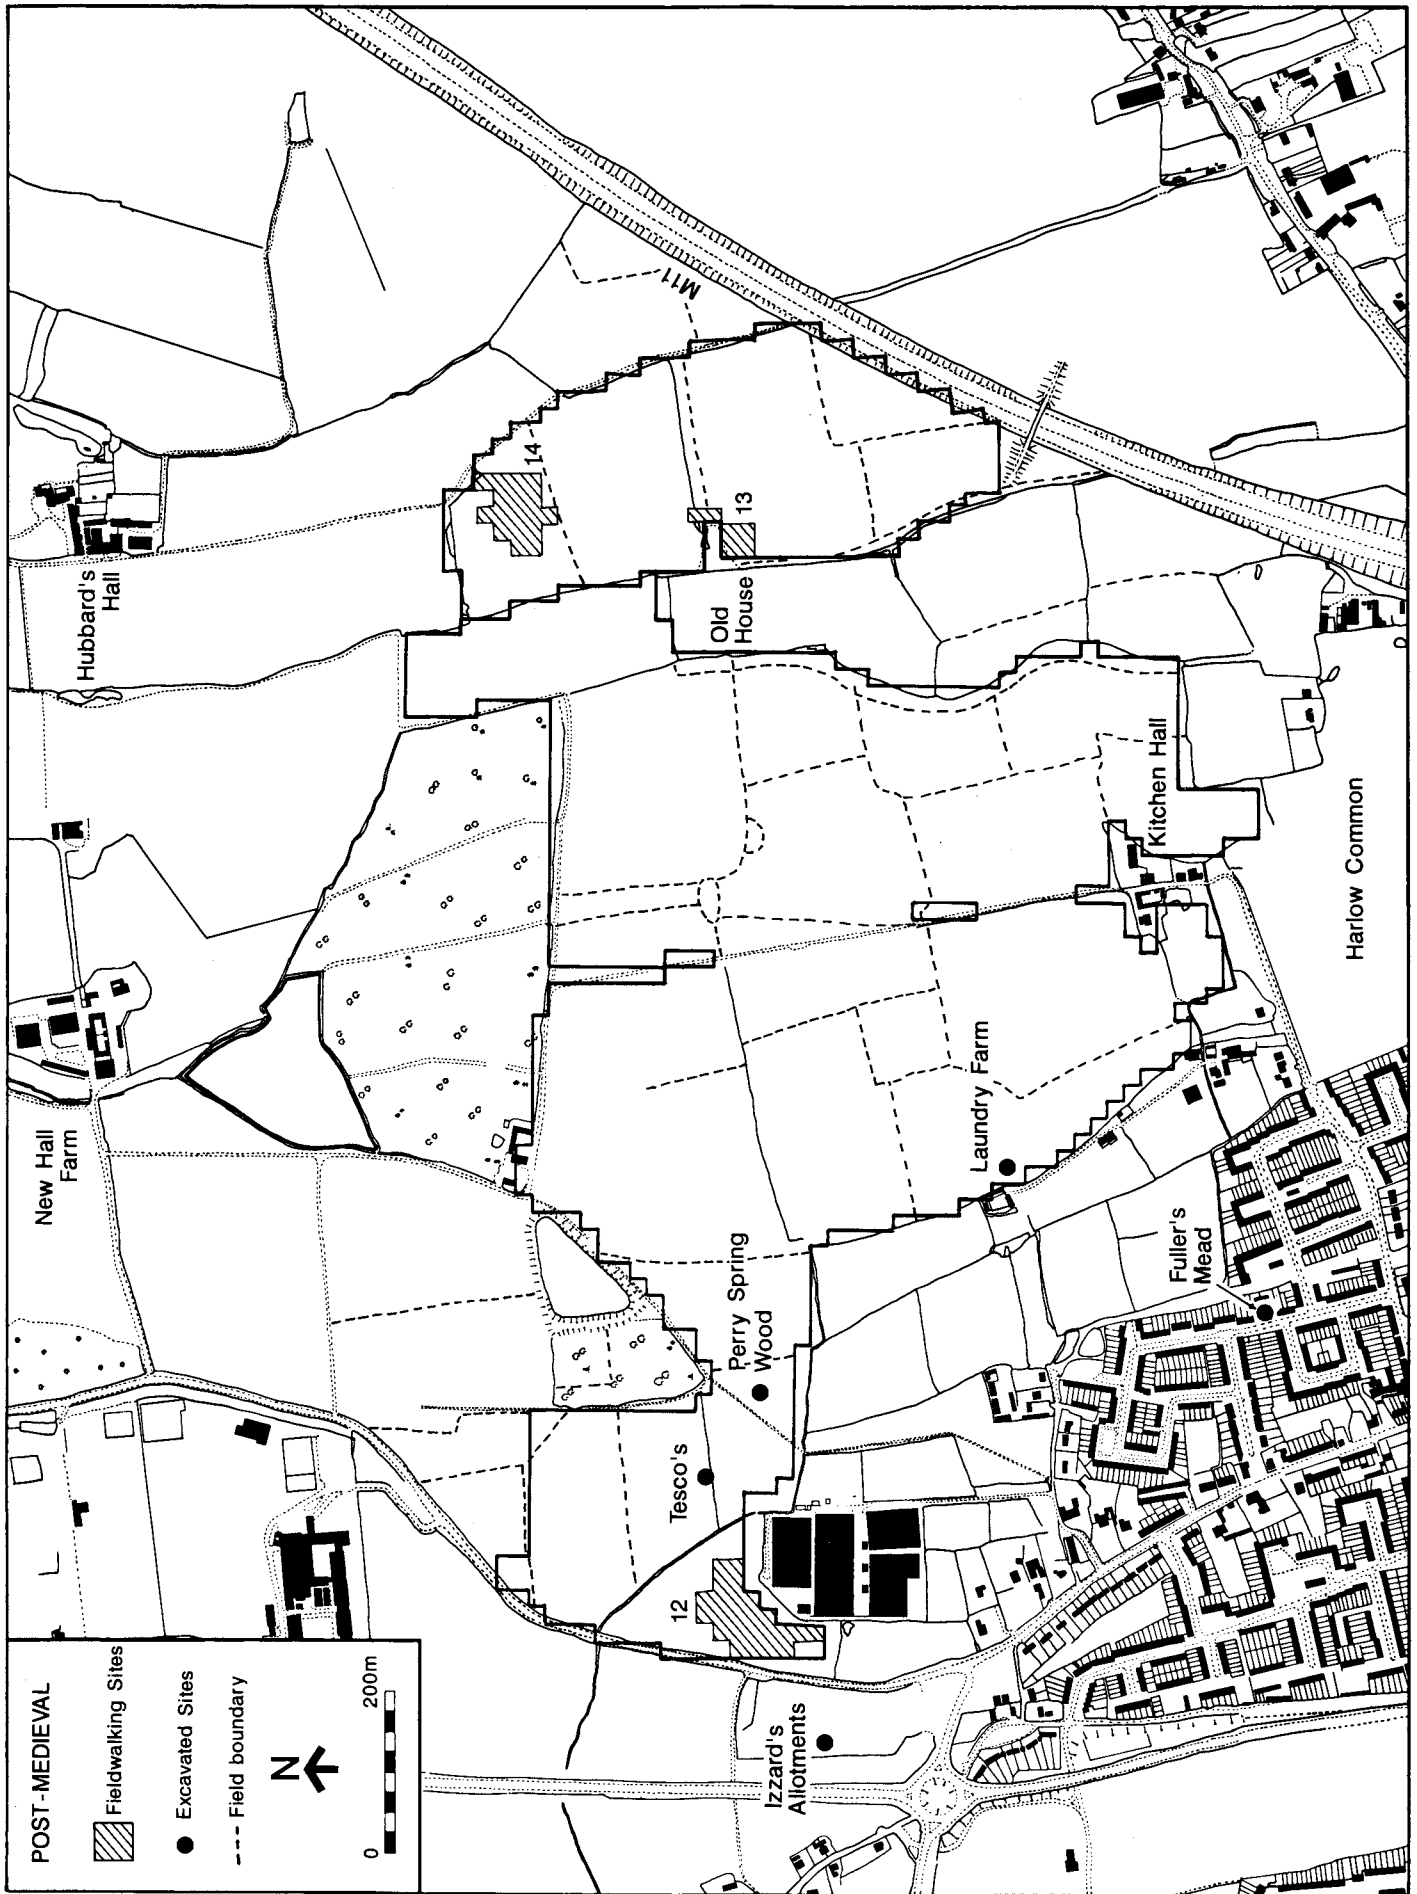 POST-MEDIEVAL
Fieldwalking Sites
Excavated Sites
Field boundary
N
0
200m
New Hall
Farm
Hubbard's
Hall
14
M11
13
Old
House
12
Tesco's
Perry Spring
Wood
Izzard's
Allotments
Laundry Farm
Kitchen Hall
Fuller's
Mead
Harlow Common